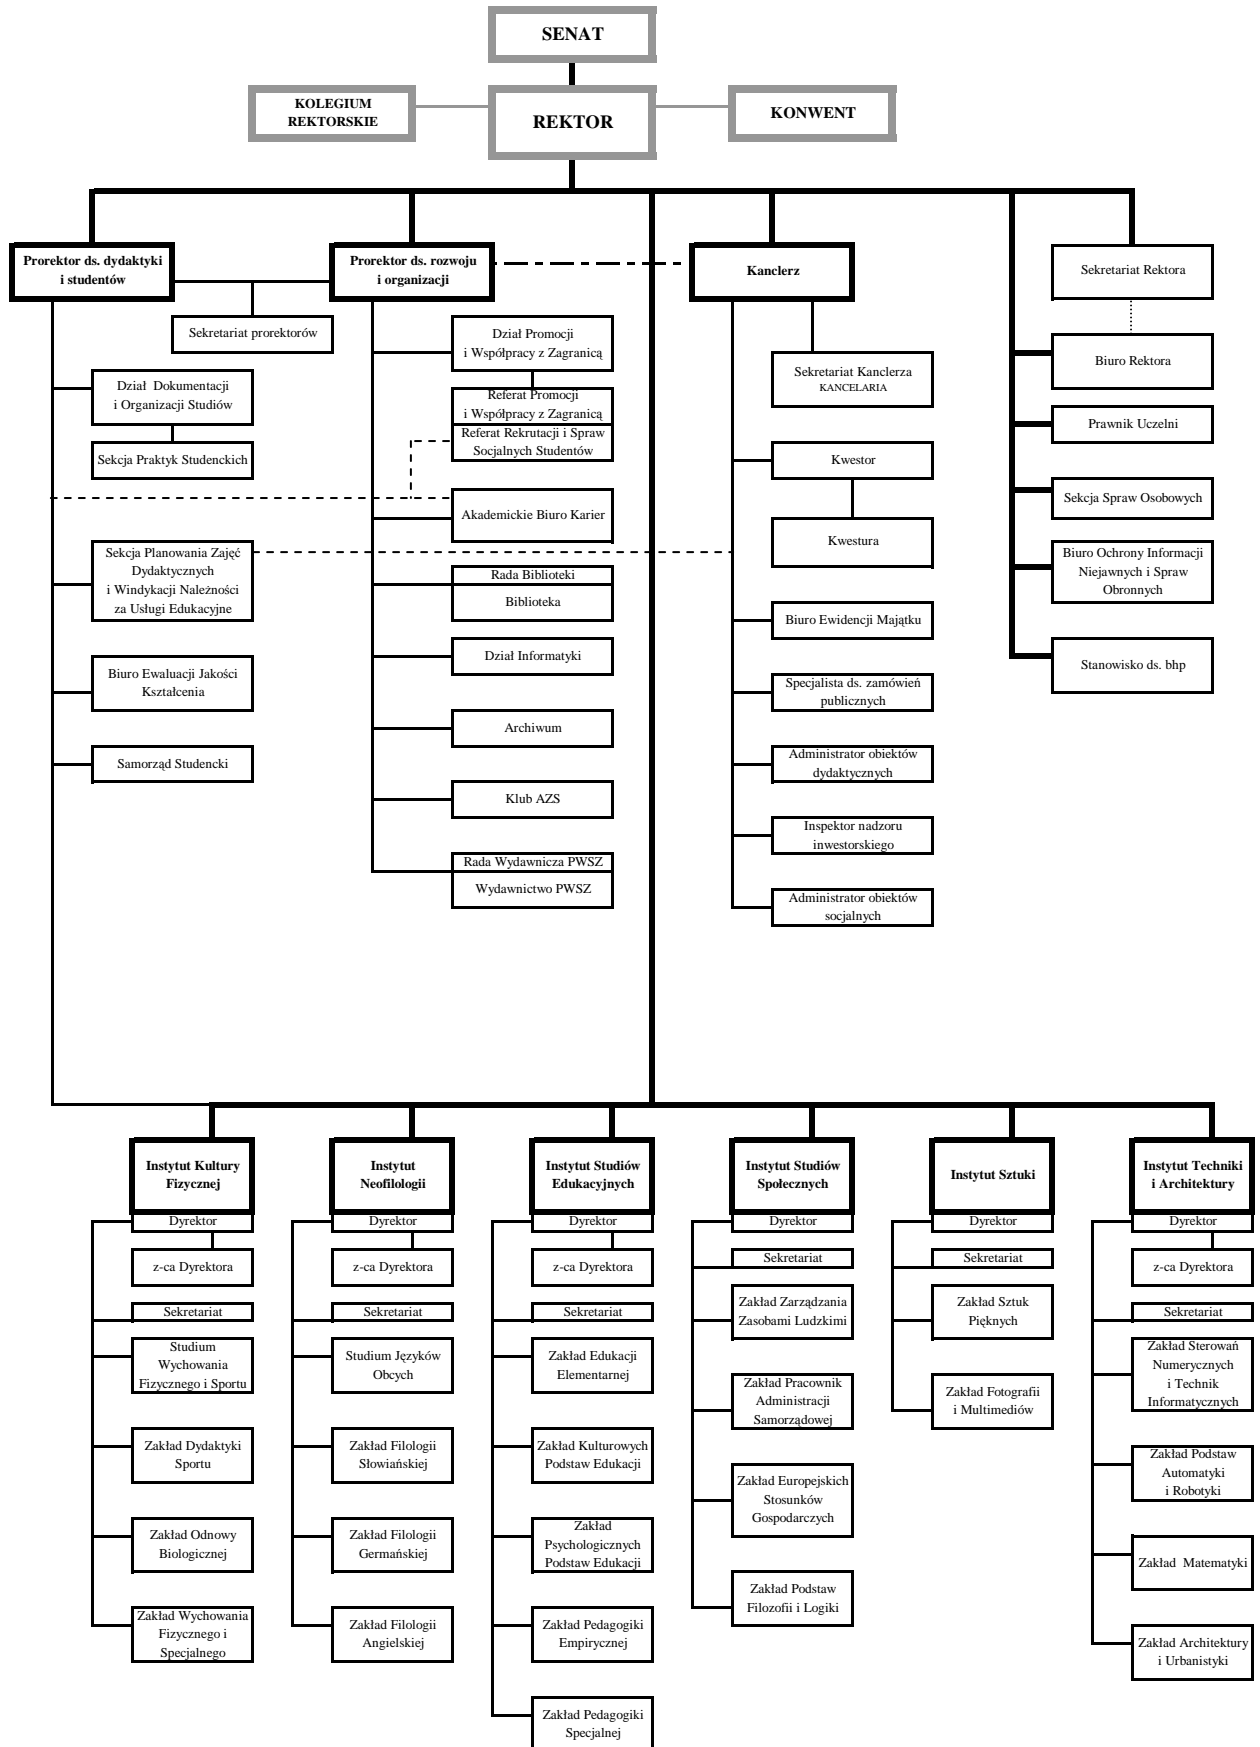 SENAT
KOLEGIUM
REKTORSKIE
REKTOR
KONWENT
Prorektor ds. dydaktyki
i studentów
Prorektor ds. rozwoju
i organizacji
Kanclerz
Sekretariat Rektora
Sekretariat prorektorów
Dział Dokumentacji
i Organizacji Studiów
Sekcja Praktyk Studenckich
Sekcja Planowania Zajęć
Dydaktycznych
i Windykacji Należności
za Usługi Edukacyjne
Biuro Ewaluacji Jakości
Kształcenia
Samorząd Studencki
Dział Promocji
i Współpracy z Zagranicą
Referat Promocji
i Współpracy z Zagranicą
Referat Rekrutacji i Spraw
Socjalnych Studentów
Akademickie Biuro Karier
Rada Biblioteki
Biblioteka
Dział Informatyki
Archiwum
Klub AZS
Rada Wydawnicza PWSZ
Wydawnictwo PWSZ
Sekretariat Kanclerza
KANCELARIA
Kwestor
Kwestura
Biuro Ewidencji Majątku
Specjalista ds. zamówień
publicznych
Administrator obiektów
dydaktycznych
Inspektor nadzoru
inwestorskiego
Administrator obiektów
socjalnych
Biuro Rektora
Prawnik Uczelni
Sekcja Spraw Osobowych
Biuro Ochrony Informacji
Niejawnych i Spraw
Obronnych
Stanowisko ds. bhp
Instytut Kultury
Fizycznej
Dyrektor
z-ca Dyrektora
Sekretariat
Studium
Wychowania
Fizycznego i Sportu
Zakład Dydaktyki
Sportu
Zakład Odnowy
Biologicznej
Zakład Wychowania
Fizycznego i
Specjalnego
Instytut
Neofilologii
Dyrektor
z-ca Dyrektora
Sekretariat
Studium Języków
Obcych
Zakład Filologii
Słowiańskiej
Zakład Filologii
Germańskiej
Zakład Filologii
Angielskiej
Instytut Studiów
Edukacyjnych
Dyrektor
z-ca Dyrektora
Sekretariat
Zakład Edukacji
Elementarnej
Zakład Kulturowych
Podstaw Edukacji
Zakład
Psychologicznych
Podstaw Edukacji
Zakład Pedagogiki
Empirycznej
Zakład Pedagogiki
Specjalnej
Instytut Studiów
Społecznych
Dyrektor
Sekretariat
Zakład Zarządzania
Zasobami Ludzkimi
Zakład Pracownik
Administracji
Samorządowej
Zakład Europejskich
Stosunków
Gospodarczych
Zakład Podstaw
Filozofii i Logiki
Instytut Sztuki
Dyrektor
Sekretariat
Zakład Sztuk
Pięknych
Zakład Fotografii
i Multimediów
Instytut Techniki
i Architektury
Dyrektor
z-ca Dyrektora
Sekretariat
Zakład Sterowań
Numerycznych
i Technik
Informatycznych
Zakład Podstaw
Automatyki
i Robotyki
Zakład Matematyki
Zakład Architektury
i Urbanistyki